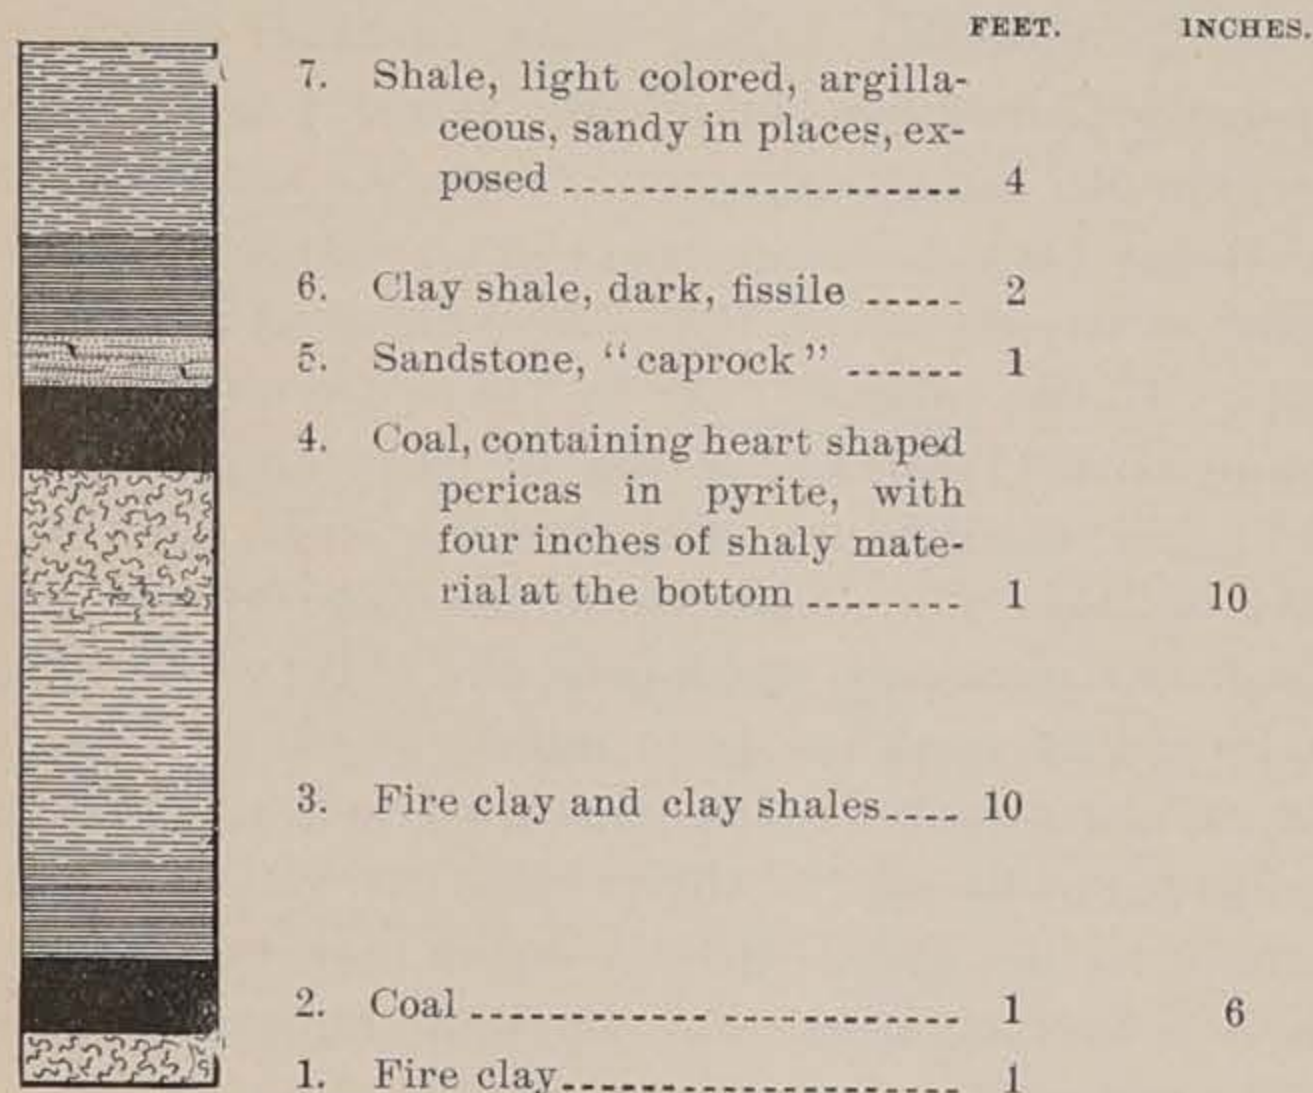 FEET. INCHES.
7. Shale, light colored, argilla-
ceous, sandy in places, ex-
posed -------------------- 4
6. Clay shale, dark, fissile ----- 2
5. Sandstone, “caprock” ------ 1
4. Coal, containing heart shaped
pericas in pyrite, with
four inches of shaly mate-
rial at the bottom -------- 1 10
3. Fire clay and clay shales---- 10
2. Coal ------------ ------------ 1 6
1. Fire clay-------------------- 1